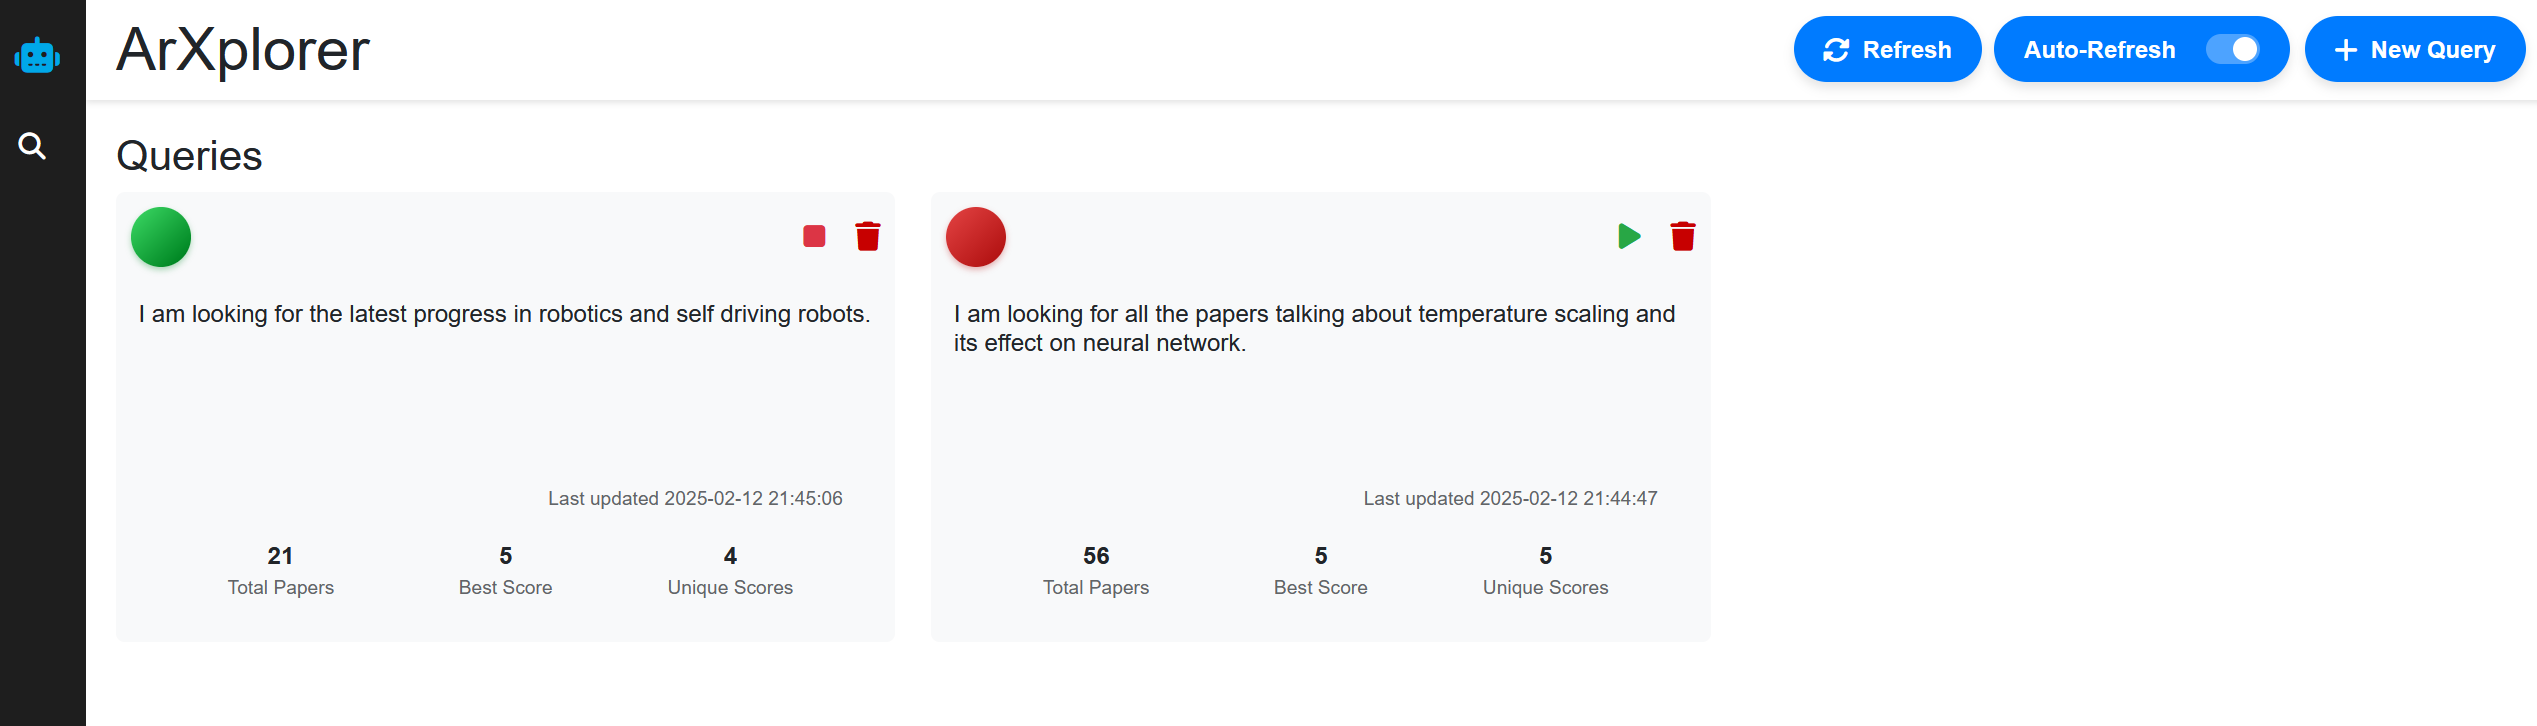 ArXplorer
Refresh
Auto-Refresh
New Query
Queries
I am looking for the latest progress in robotics and self driving robots.
Last updated 2025-02-12 21:45:06
21
Total Papers
5
Best Score
4
Unique Scores
I am looking for all the papers talking about temperature scaling and
its effect on neural network.
Last updated 2025-02-12 21:44:47
56
Total Papers
5
Best Score
5
Unique Scores